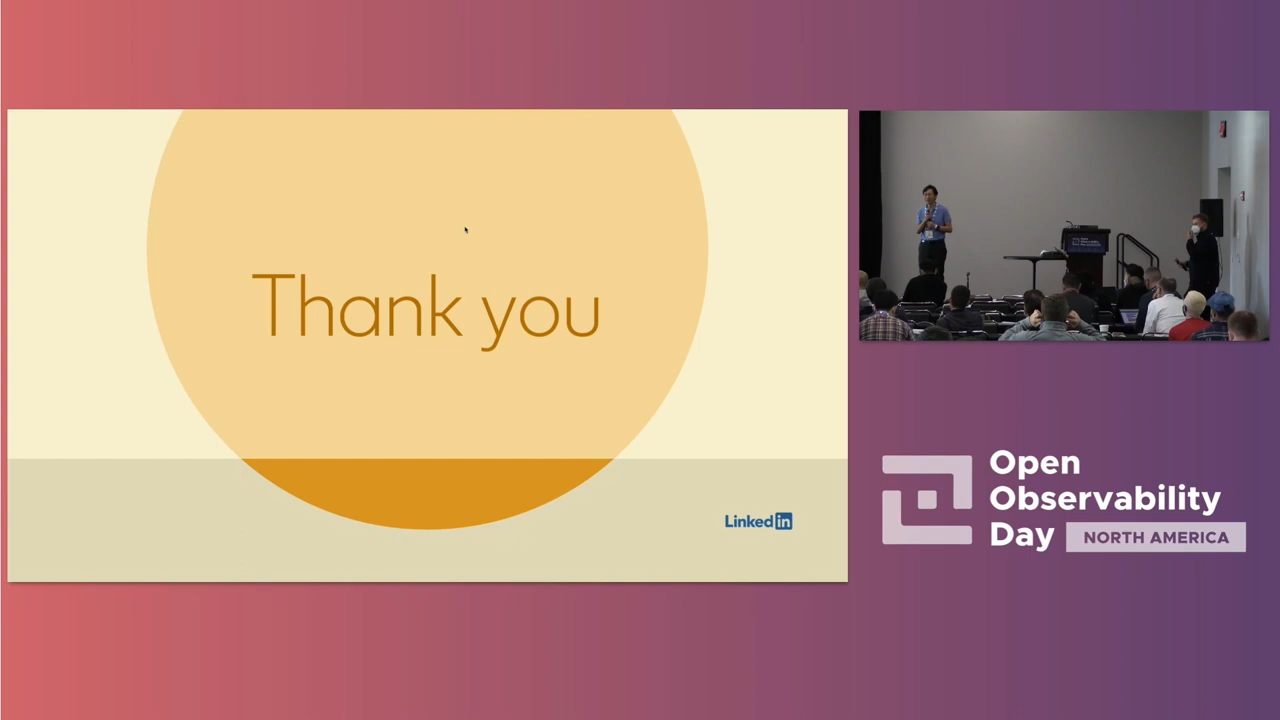 Thank you
LinkedIn
Open
Observability
Day
NORTH AMERICA